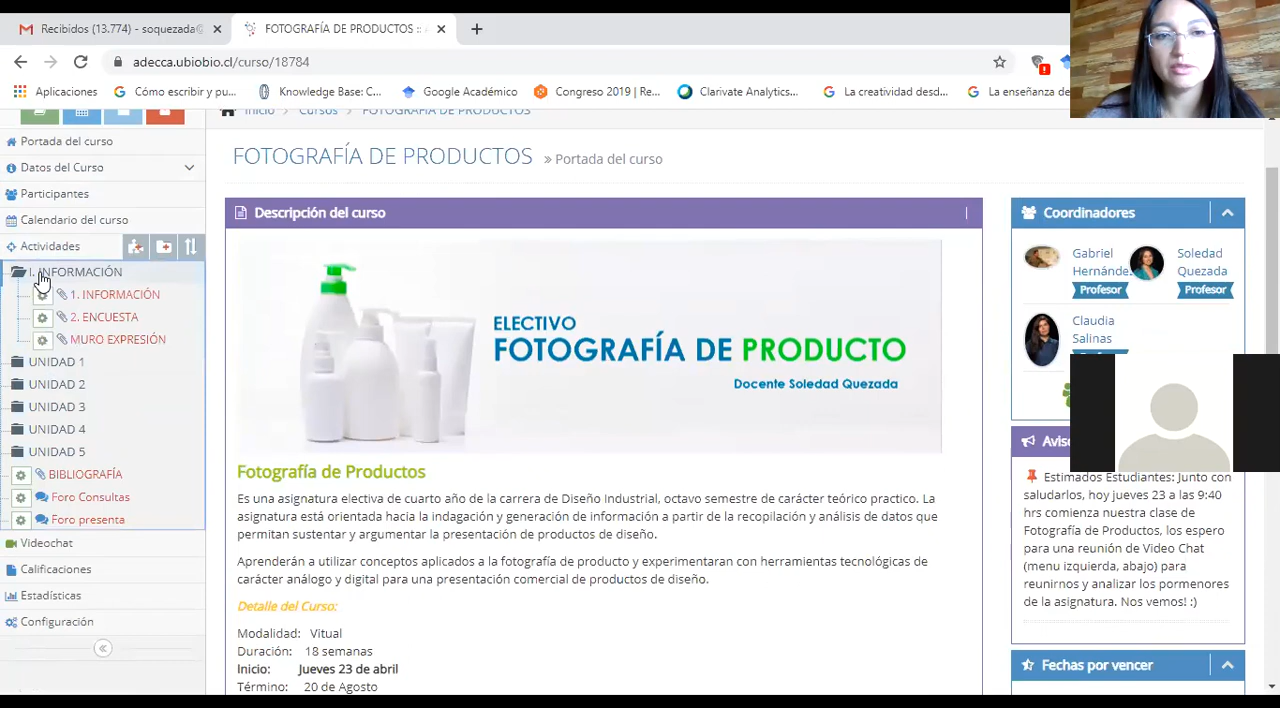 Recibidos (13.774) - soquezada@
FOTOGRAFÍA DE PRODUCTOS ::
adecca.ubiobio.cl/curso/18784
Aplicaciones
Cómo escribir y pu...
Knowledge Base: C...
Google Académico
Congreso 2019 | Re...
Clarivate Analytics...
La creatividad desd...
La enseñanza de
Inicio > Cursos > FOTOGRAFÍA DE PRODUCTOS
FOTOGRAFÍA DE PRODUCTOS » Portada del curso
Portada del curso
Datos del Curso
Participantes
Calendario del curso
Actividades
I. INFORMACIÓN
1. INFORMACIÓN
2. ENCUESTA
MURO EXPRESIÓN
UNIDAD 1
UNIDAD 2
UNIDAD 3
UNIDAD 4
UNIDAD 5
BIBLIOGRAFÍA
Foro Consultas
Foro presenta
Videochat
Calificaciones
Estadísticas
Configuración
Descripción del curso
ELECTIVO
FOTOGRAFÍA DE PRODUCTO
Docente Soledad Quezada
Fotografía de Productos
Es una asignatura electiva de cuarto año de la carrera de Diseño Industrial, octavo semestre de carácter teórico practico. La
asignatura está orientada hacia la indagación y generación de información a partir de la recopilación y análisis de datos que
permitan sustentar y argumentar la presentación de productos de diseño.
Aprenderán a utilizar conceptos aplicados a la fotografía de producto y experimentaran con herramientas tecnológicas de
carácter análogo y digital para una presentación comercial de productos de diseño.
Detalle del Curso:
Modalidad: Vitual
Duración: 18 semanas
Inicio: Jueves 23 de abril
Término: 20 de Agosto
Coordinadores
Gabriel
Hernánde
Profesor
Soledad
Quezada
Profesor
Claudia
Salinas
Aviso
Estimados Estudiantes: Junto con
saludarlos, hoy jueves 23 a las 9:40
hrs comienza nuestra clase de
Fotografía de Productos, los espero
para una reunión de Video Chat
(menu izquierda, abajo) para
reunirnos y analizar los pormenores
de la asignatura. Nos vemos! :)
Fechas por vencer